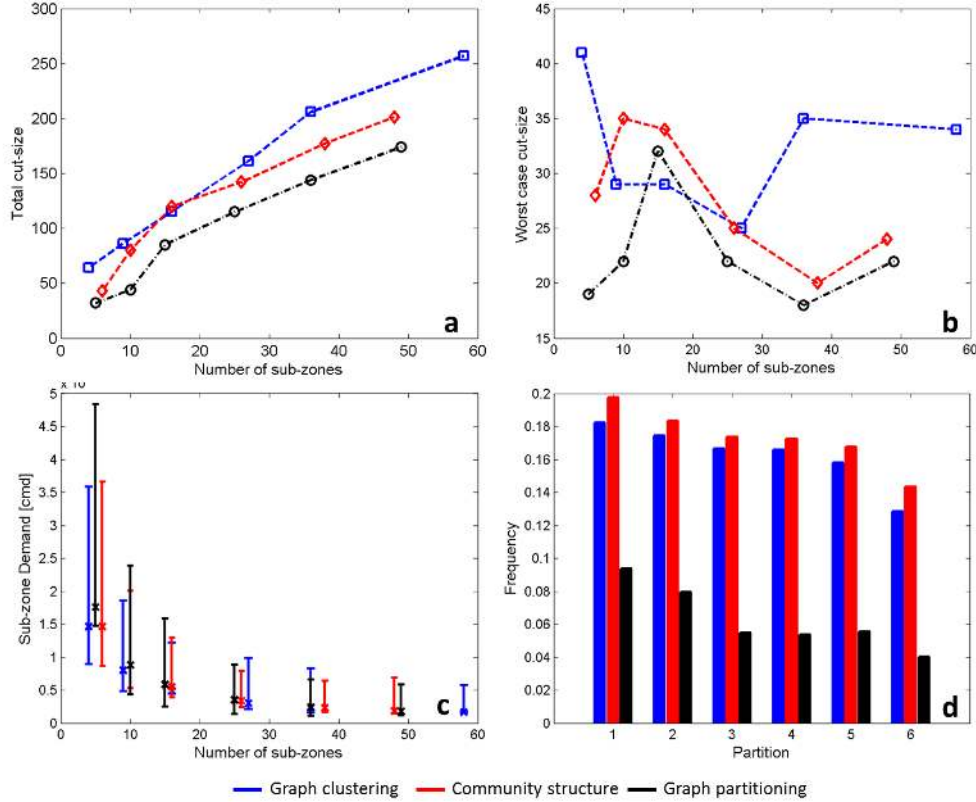 300
250
200
150
100
50
0
Total cut-size
0 10 20 30 40 50 60
Number of sub-zones
a
45
40
35
30
25
20
15
Worst case cut-size
0 10 20 30 40 50 60
Number of sub-zones
b
5
4.5
4
3.5
3
2.5
2
1.5
1
0.5
0
Sub-zone Demand [cmd]
0 10 20 30 40 50 60
Number of sub-zones
c
0.2
0.18
0.16
0.14
0.12
0.1
0.08
0.06
0.04
0.02
0
Frequency
1 2 3 4 5 6
Partition
d
Graph clustering Community structure Graph partitioning